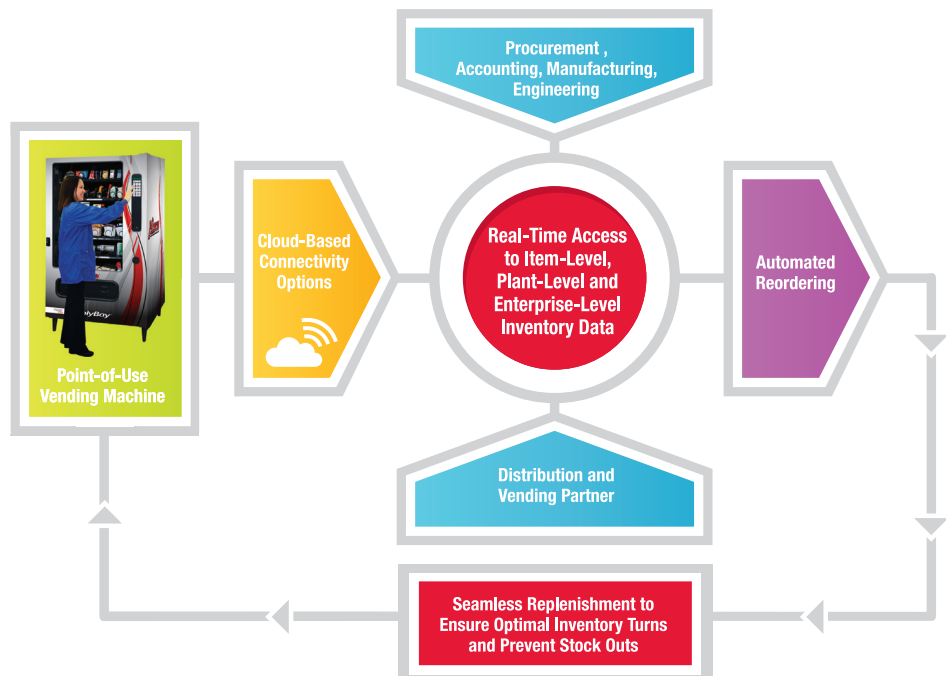 Procurement ,
Accounting, Manufacturing,
Engineering
Point-of-Use
Vending Machine
Cloud-Based
Connectivity
Options
Real-Time Access
to Item-Level,
Plant-Level and
Enterprise-Level
Inventory Data
Automated
Reordering
Distribution and
Vending Partner
Seamless Replenishment to
Ensure Optimal Inventory Turns
and Prevent Stock Outs